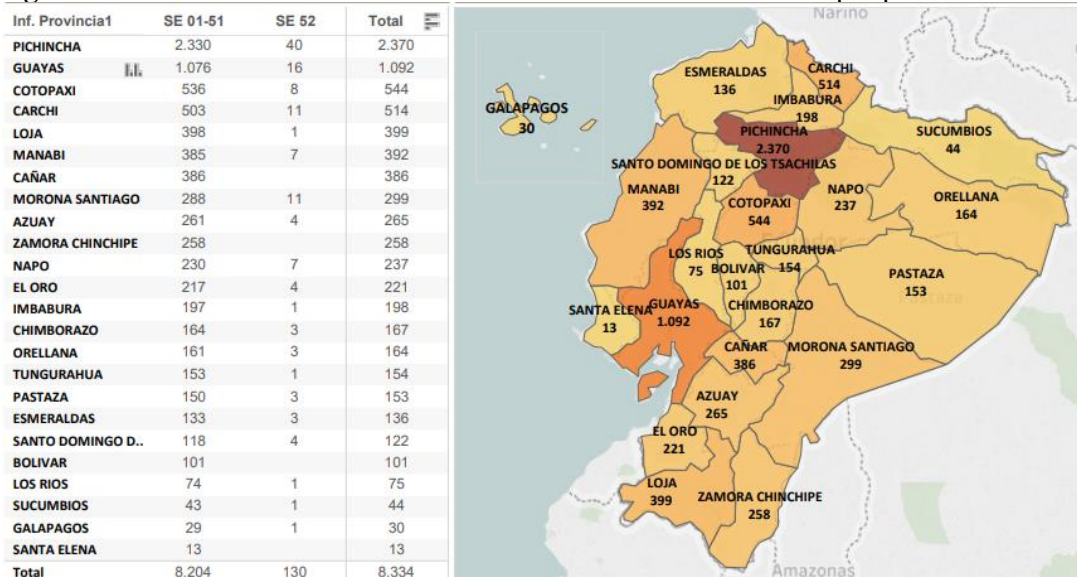 Inf. Provincia1 SE 01-51 SE 52 Total
PICHINCHA 2.330 40 2.370
GUAYAS 1.076 16 1.092
COTOPAXI 536 8 544
CARCHI 503 11 514
LOJA 398 1 399
MANABI 385 7 392
CAÑAR 386 386
MORONA SANTIAGO 288 11 299
AZUAY 261 4 265
ZAMORA CHINCHIPE 258 258
NAPO 230 7 237
EL ORO 217 4 221
IMBABURA 197 1 198
CHIMBORAZO 164 3 167
ORELLANA 161 3 164
TUNGURAHUA 153 1 154
PASTAZA 150 3 153
ESMERALDAS 133 3 136
SANTO DOMINGO D.. 118 4 122
BOLIVAR 101 101
LOS RIOS 74 1 75
SUCUMBIOS 43 1 44
GALAPAGOS 29 1 30
SANTA ELENA 13 13
Total 8.204 130 8.334
Nariño
ESMERALDAS
136
CARCHI
514
IMBABURA
198
GALAPAGOS
30
PICHINCHA
2.370
SUCUMBIOS
44
SANTO DOMINGO DE LOS TSACHILAS
122
MANABI
392
NAPO
237
COTOPAXI
544
ORELLANA
164
Ecuador
LOS RIOS
75
BOLIVAR
101
TUNGURAHUA
154
PASTAZA
153
Pastaza
SANTA ELENA
13
GUAYAS
1.092
CHIMBORAZO
167
CAÑAR
386
MORONA SANTIAGO
299
AZUAY
265
EL ORO
221
LOJA
399
ZAMORA CHINCHIPE
258
Amazonas